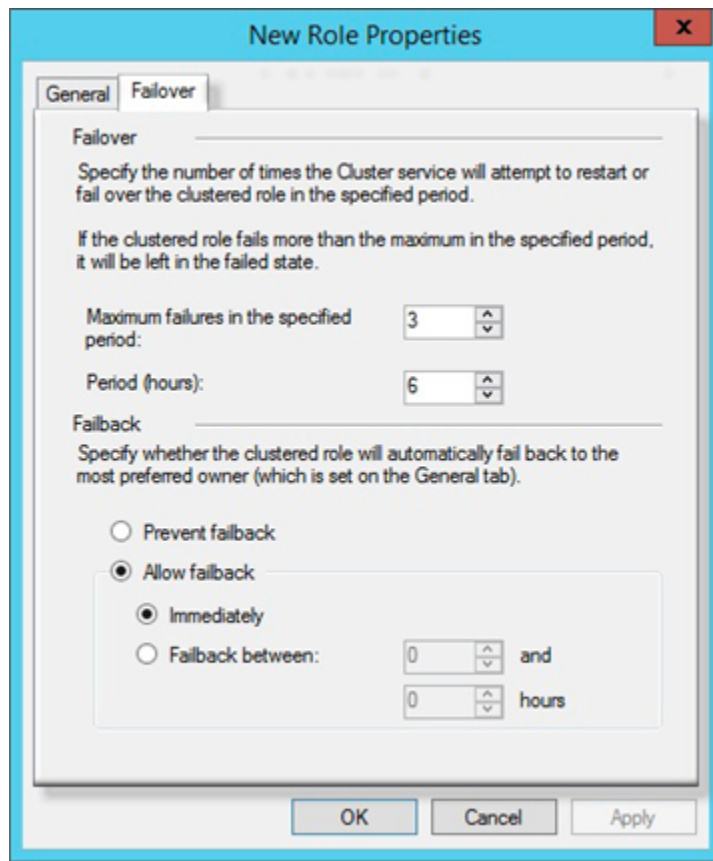 New Role Properties
x
General Failover
Failover
Specify the number of times the Cluster service will attempt to restart or
fail over the clustered role in the specified period.
If the clustered role fails more than the maximum in the specified period,
it will be left in the failed state.
Maximum failures in the specified
period:
3
Period (hours):
6
Failback
Specify whether the clustered role will automatically fail back to the
most preferred owner (which is set on the General tab).
Prevent failback
Allow failback
Immediately
Failback between:
0
and
0
hours
OK Cancel Apply